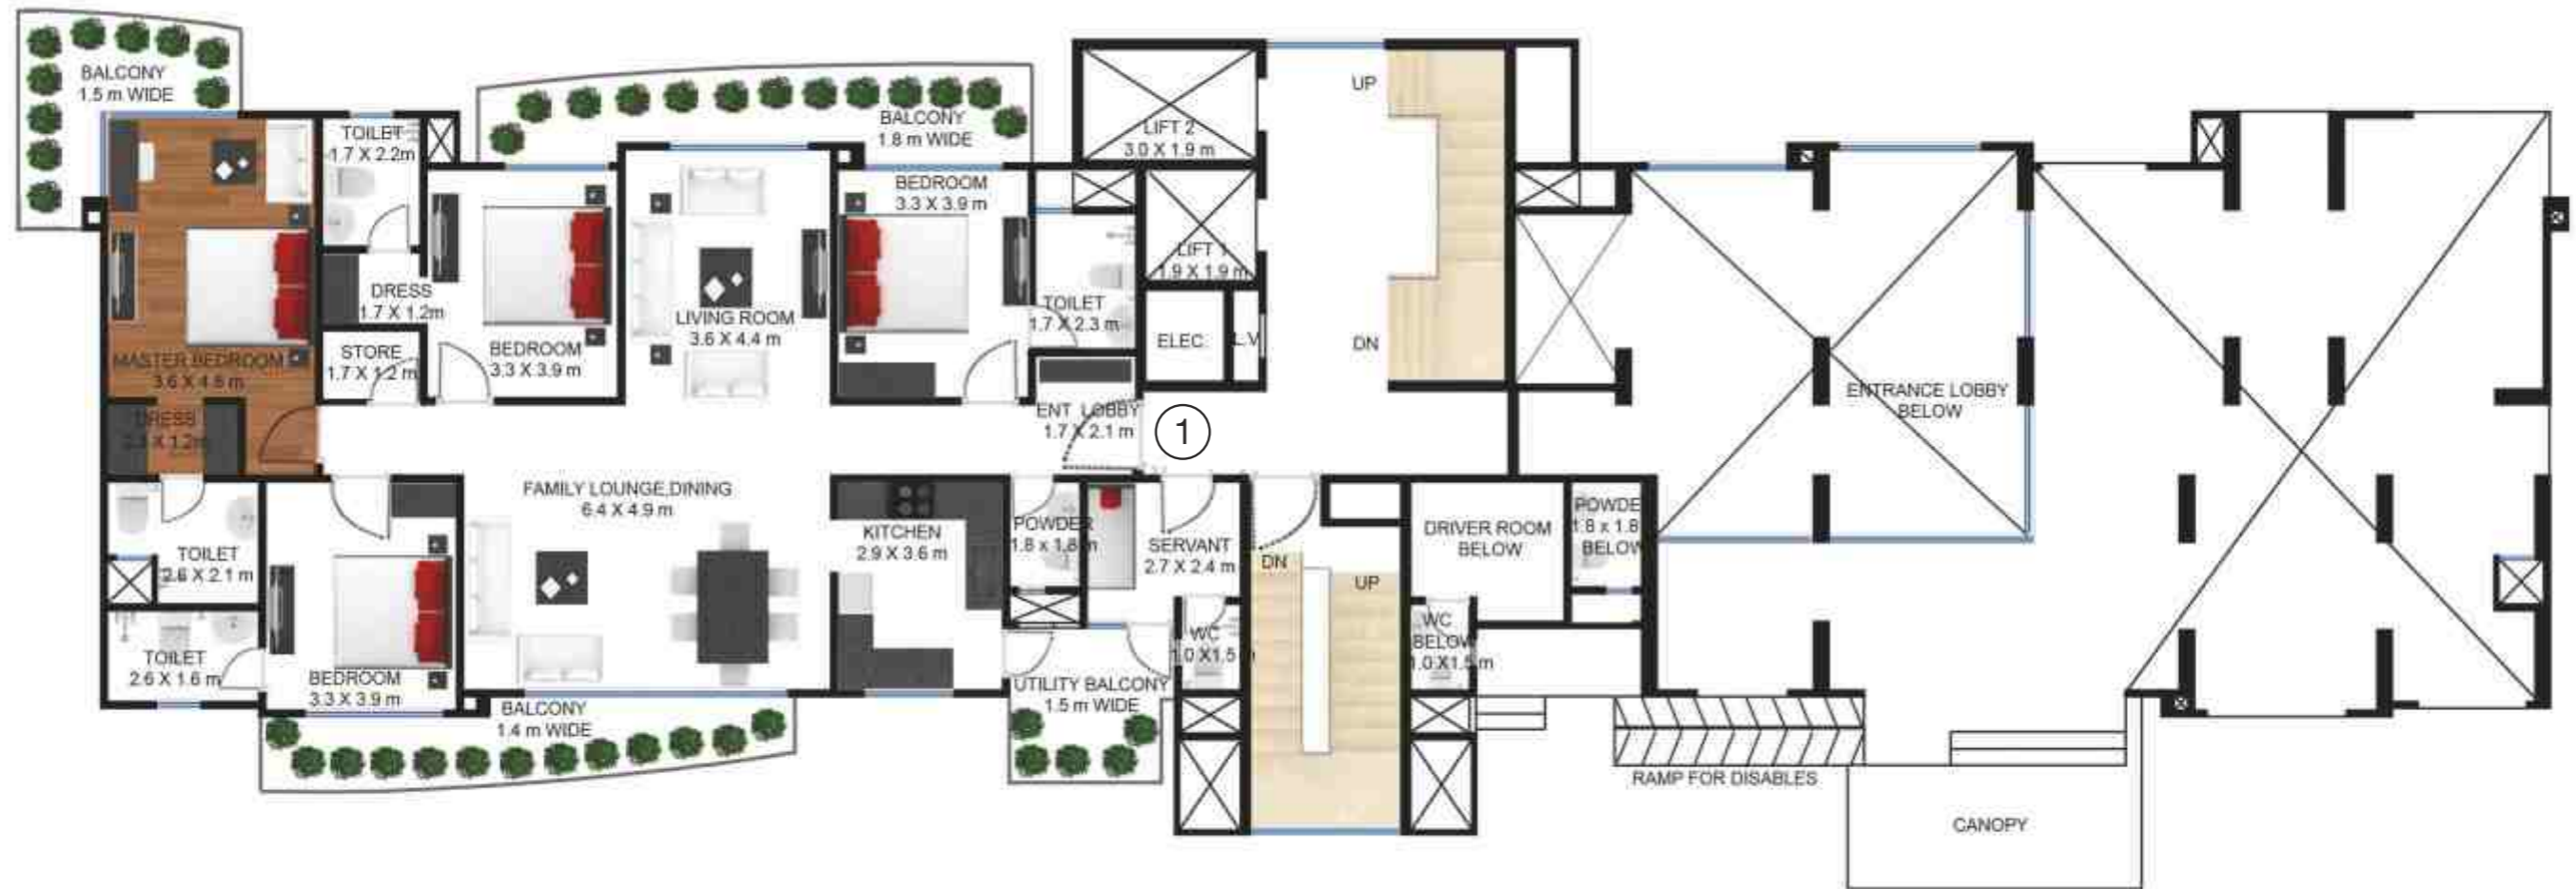 BALCONY
1.5 m WIDE
TOILET
1.7 X 2.2m
BALCONY
1.8 m WIDE
LIFT 2
3.0 X 1.9 m
UP
BEDROOM
3.3 X 3.9 m
LIFT 1
1.9 X 1.9 m
DRESS
1.7 X 1.2m
TOILET
1.7 X 2.3 m
LIVING ROOM
3.6 X 4.4 m
ELEC.
L.V
DN
MASTER BEDROOM
3.6 X 4.8 m
STORE
1.7 X 1.2 m
BEDROOM
3.3 X 3.9 m
ENTRANCE LOBBY
BELOW
DRESS
X 1.2m
ENT LOBBY
1.7 X 2.1 m
1
FAMILY LOUNGE,DINING
6.4 X 4.9 m
KITCHEN
2.9 X 3.6 m
POWDER
1.8 x 1.8 m
SERVANT
2.7 X 2.4 m
DN
UP
DRIVER ROOM
BELOW
POWDE
1.8 x 1.8
BELOW
TOILET
2.6 X 2.1 m
WC
1.0 X1.5
WC
BELOW
1.0 X1.5 m
TOILET
2.6 X 1.6 m
BEDROOM
3.3 X 3.9 m
UTILITY BALCONY
1.5 m WIDE
BALCONY
1.4 m WIDE
RAMP FOR DISABLES
CANOPY